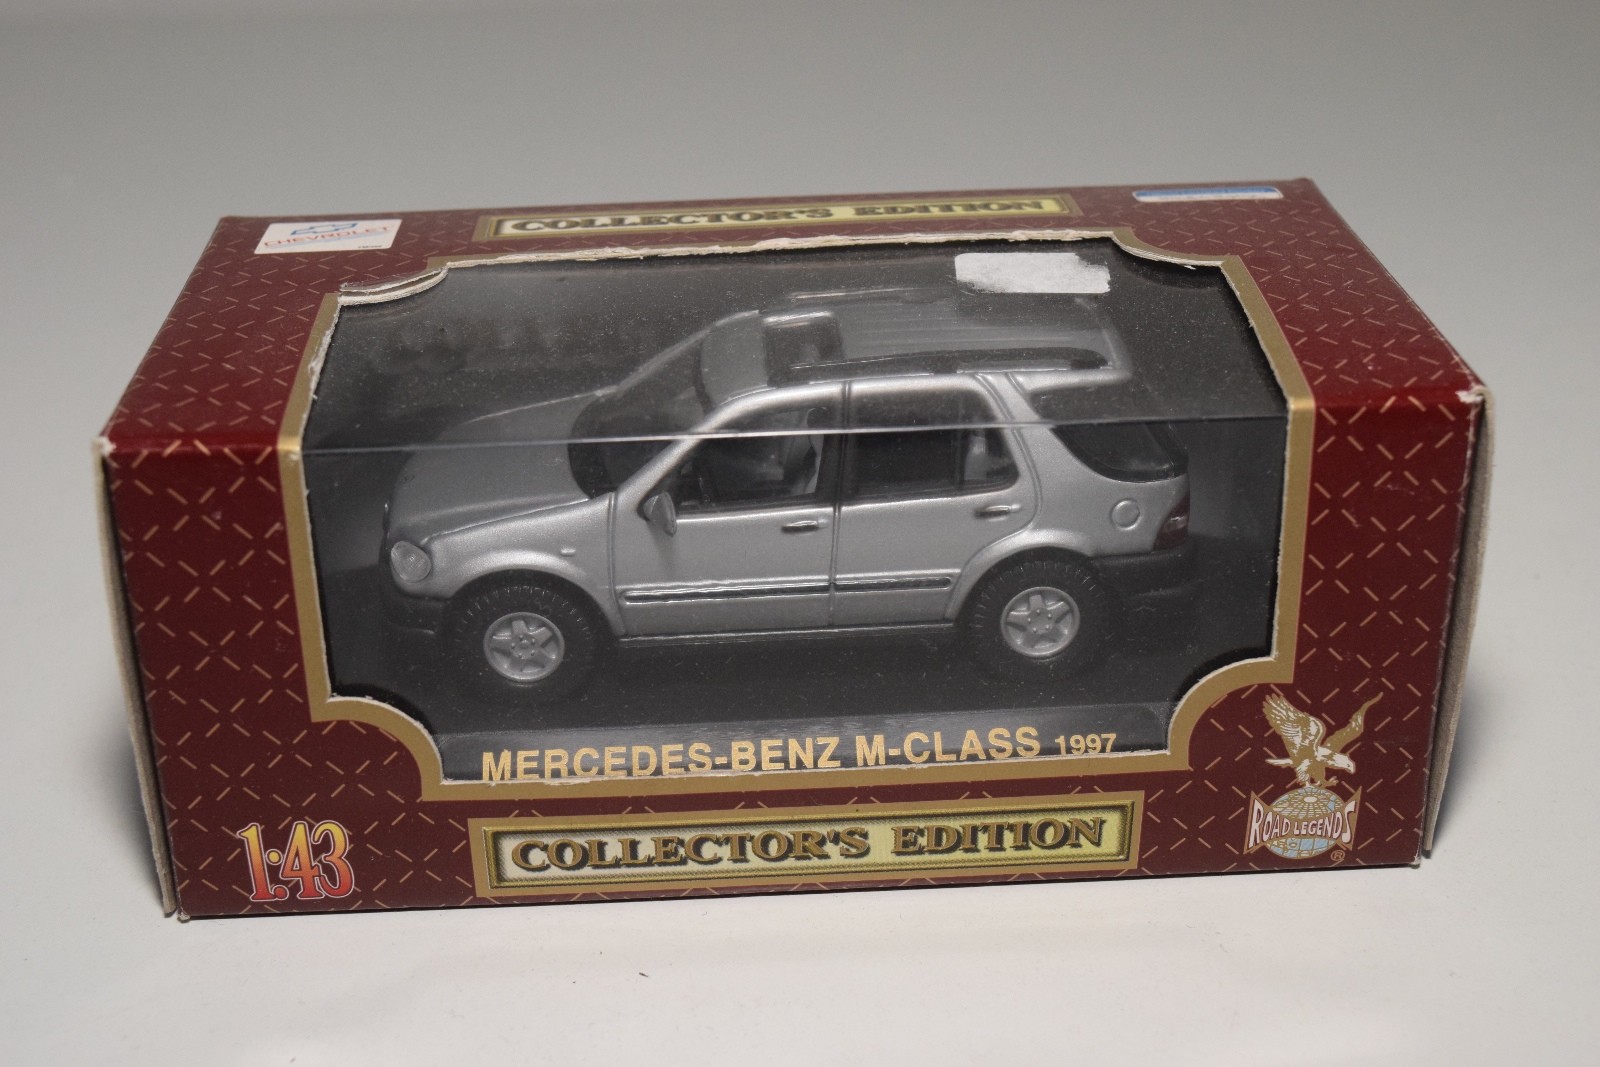 COLLECTOR'S EDITION
CHEVROLET
MERCEDES-BENZ M-CLASS 1997
COLLECTOR'S EDITION
1:43
ROAD LEGENDS
®